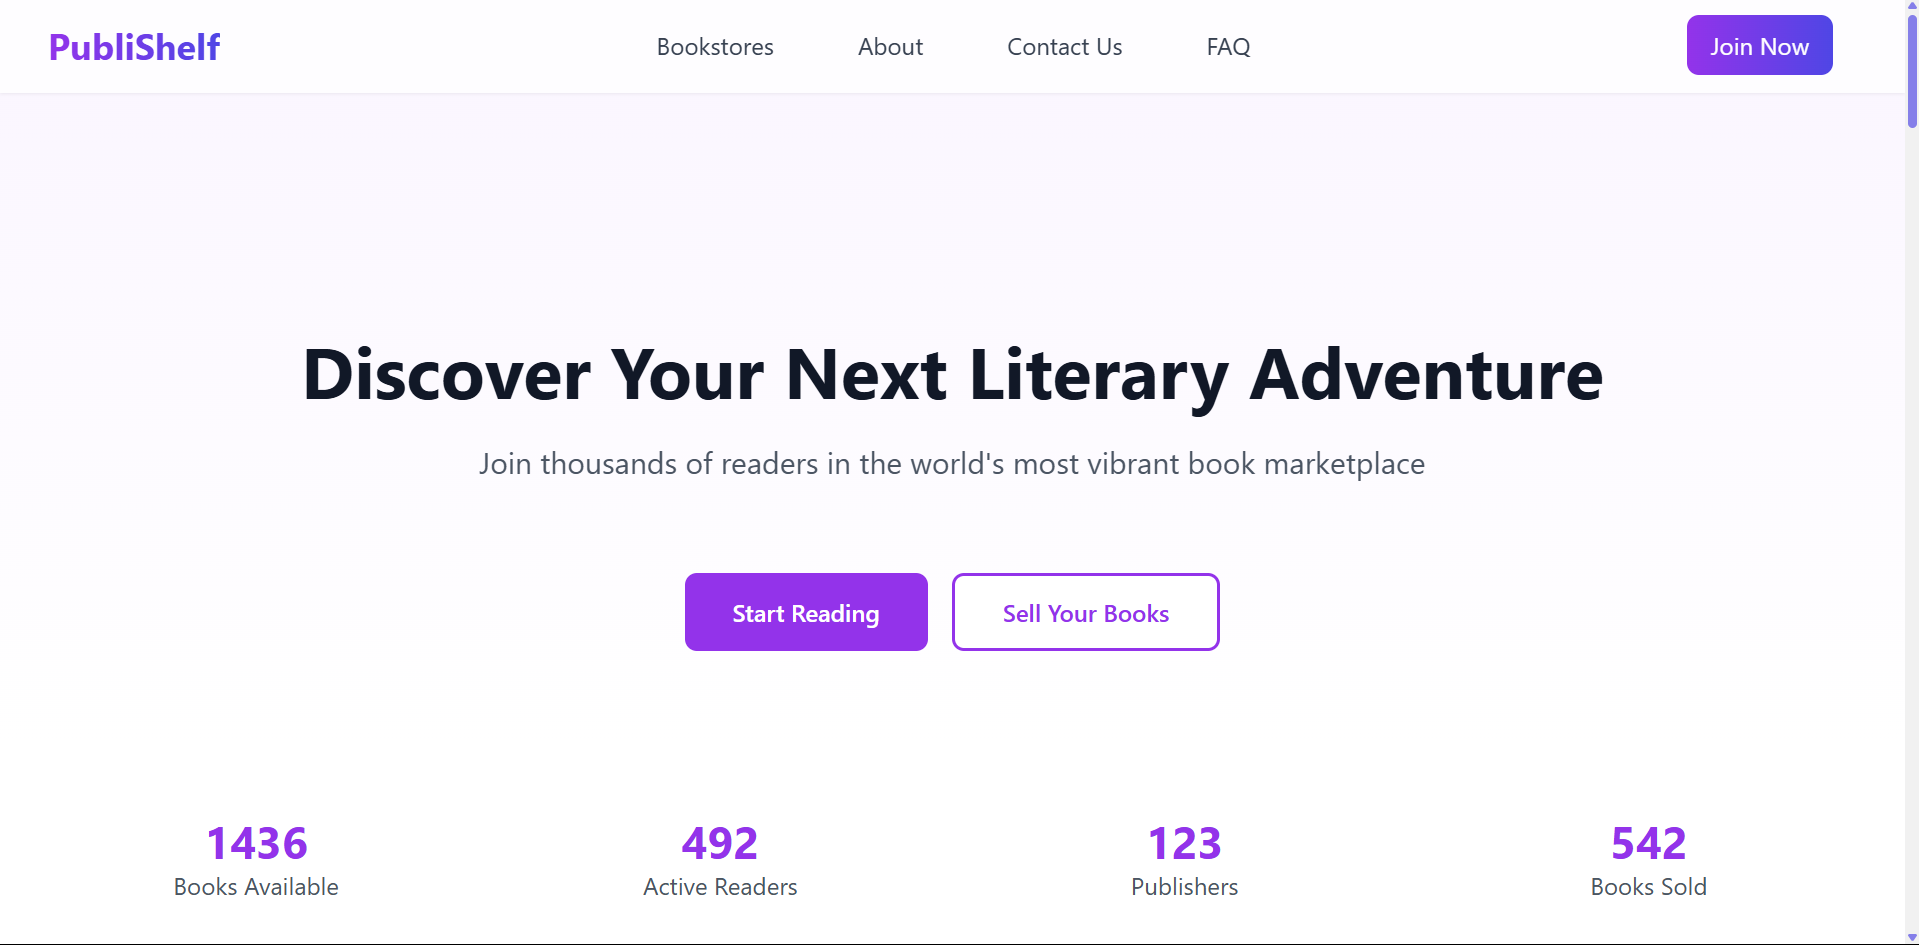 PubliShelf
Bookstores
About
Contact Us
FAQ
Join Now
Discover Your Next Literary Adventure
Join thousands of readers in the world's most vibrant book marketplace
Start Reading
Sell Your Books
1436
Books Available
492
Active Readers
123
Publishers
542
Books Sold